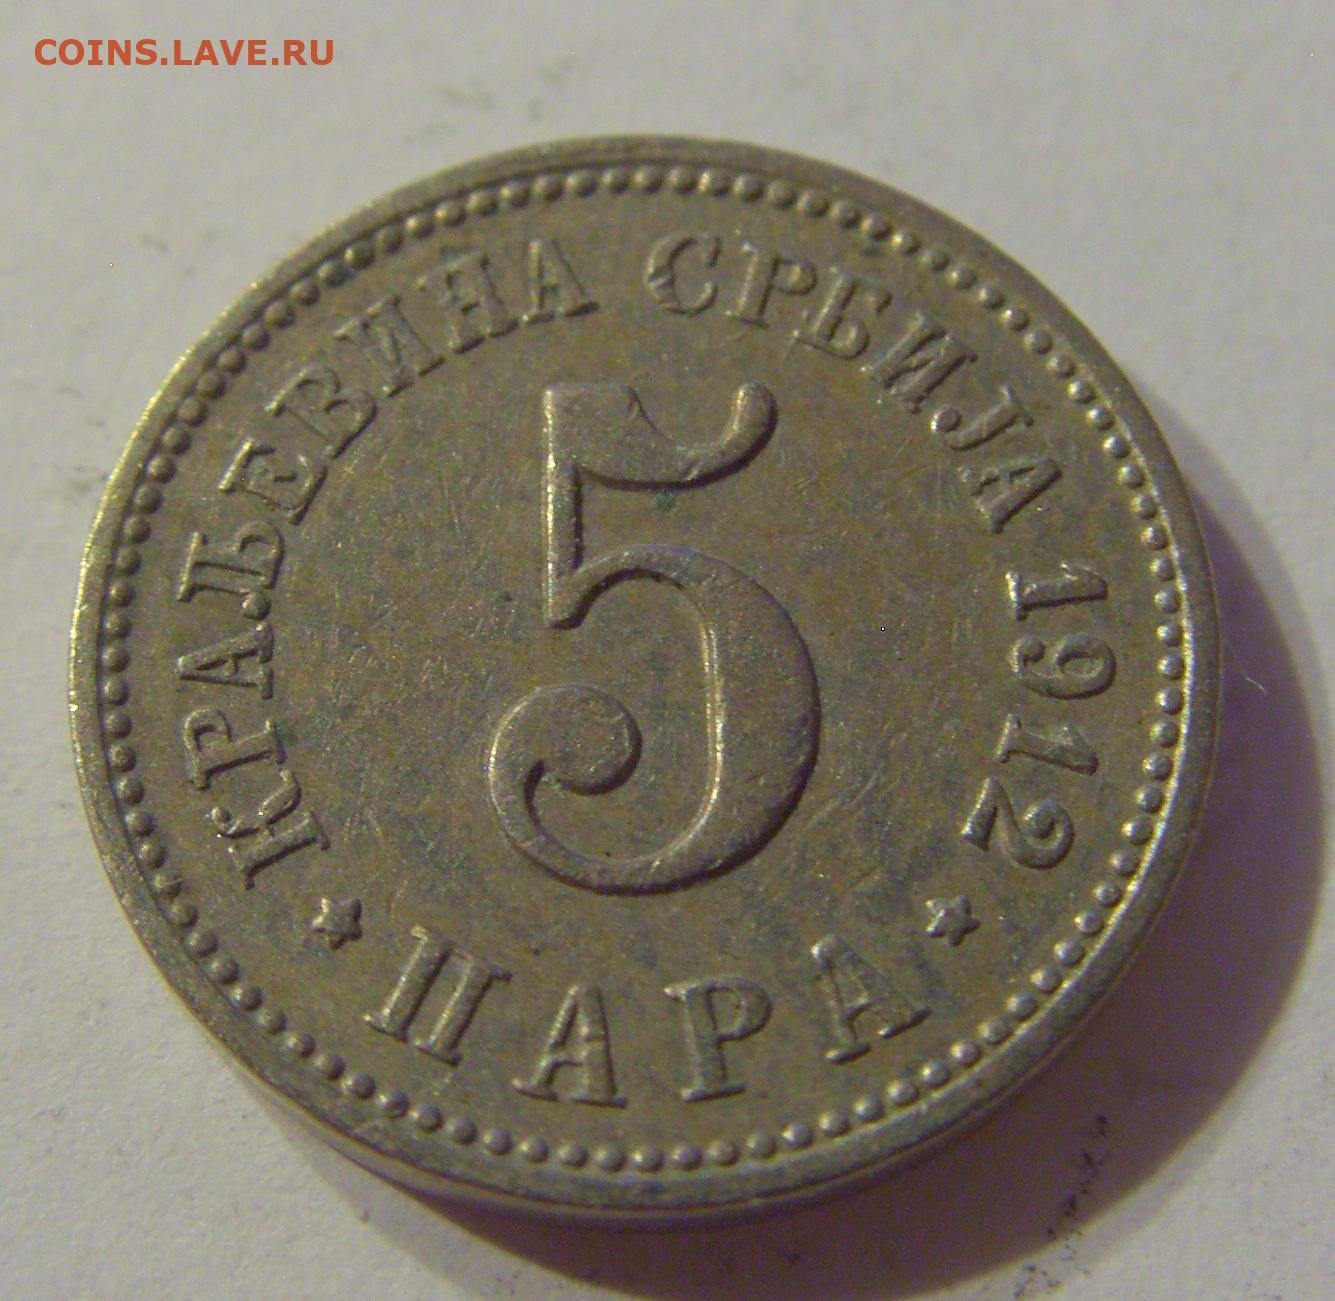 COINS.LAVE.RU
КРАЉЕВИНА СРБИЈА 1912
5
ПАРА